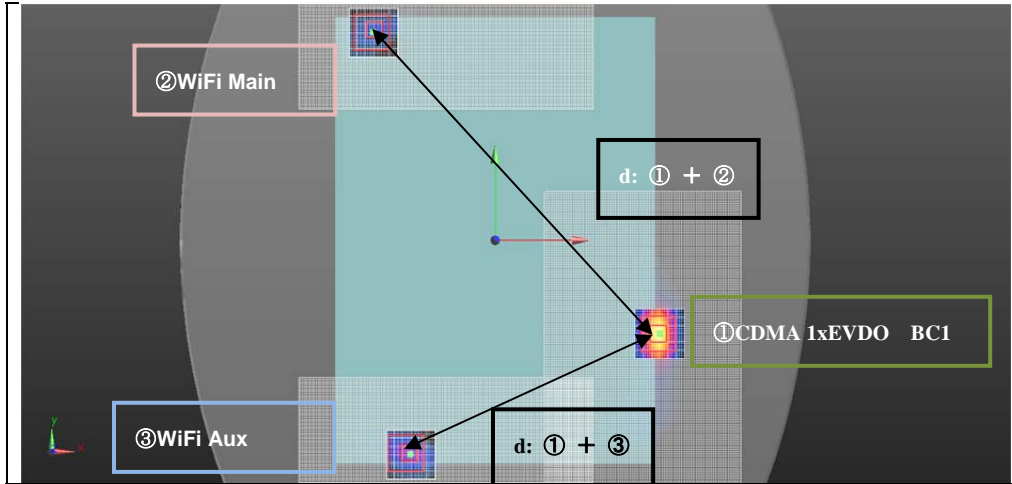 ②WiFi Main
d: ① + ②
①CDMA 1xEVDO BC1
③WiFi Aux
d: ① + ③
y
x